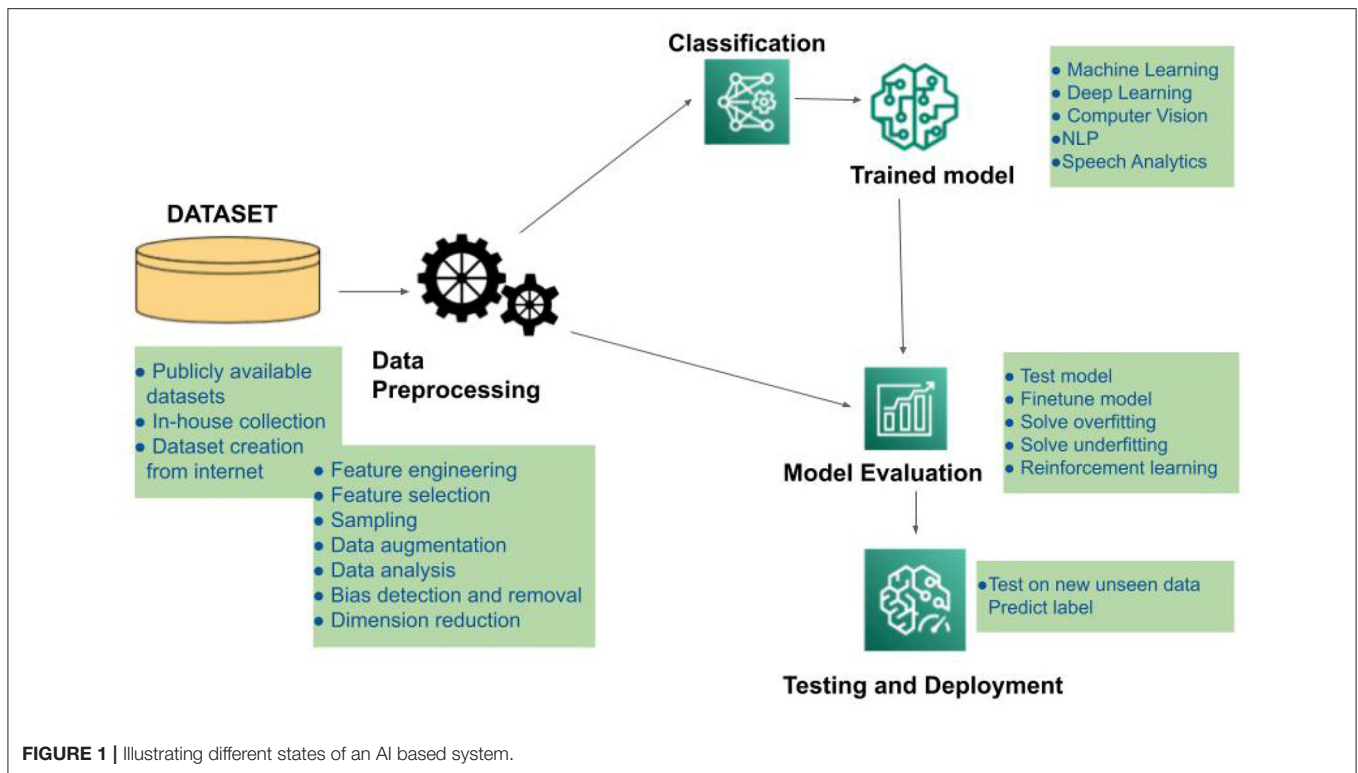 Classification
● Machine Learning
● Deep Learning
● Computer Vision
●NLP
●Speech Analytics
Trained model
DATASET
Data
Preprocessing
● Publicly available
datasets
● In-house collection
● Dataset creation
from internet
● Feature engineering
● Feature selection
● Sampling
● Data augmentation
● Data analysis
● Bias detection and removal
● Dimension reduction
● Test model
● Finetune model
● Solve overfitting
● Solve underfitting
● Reinforcement learning
Model Evaluation
●Test on new unseen data
Predict label
Testing and Deployment
FIGURE 1 | Illustrating different states of an AI based system.